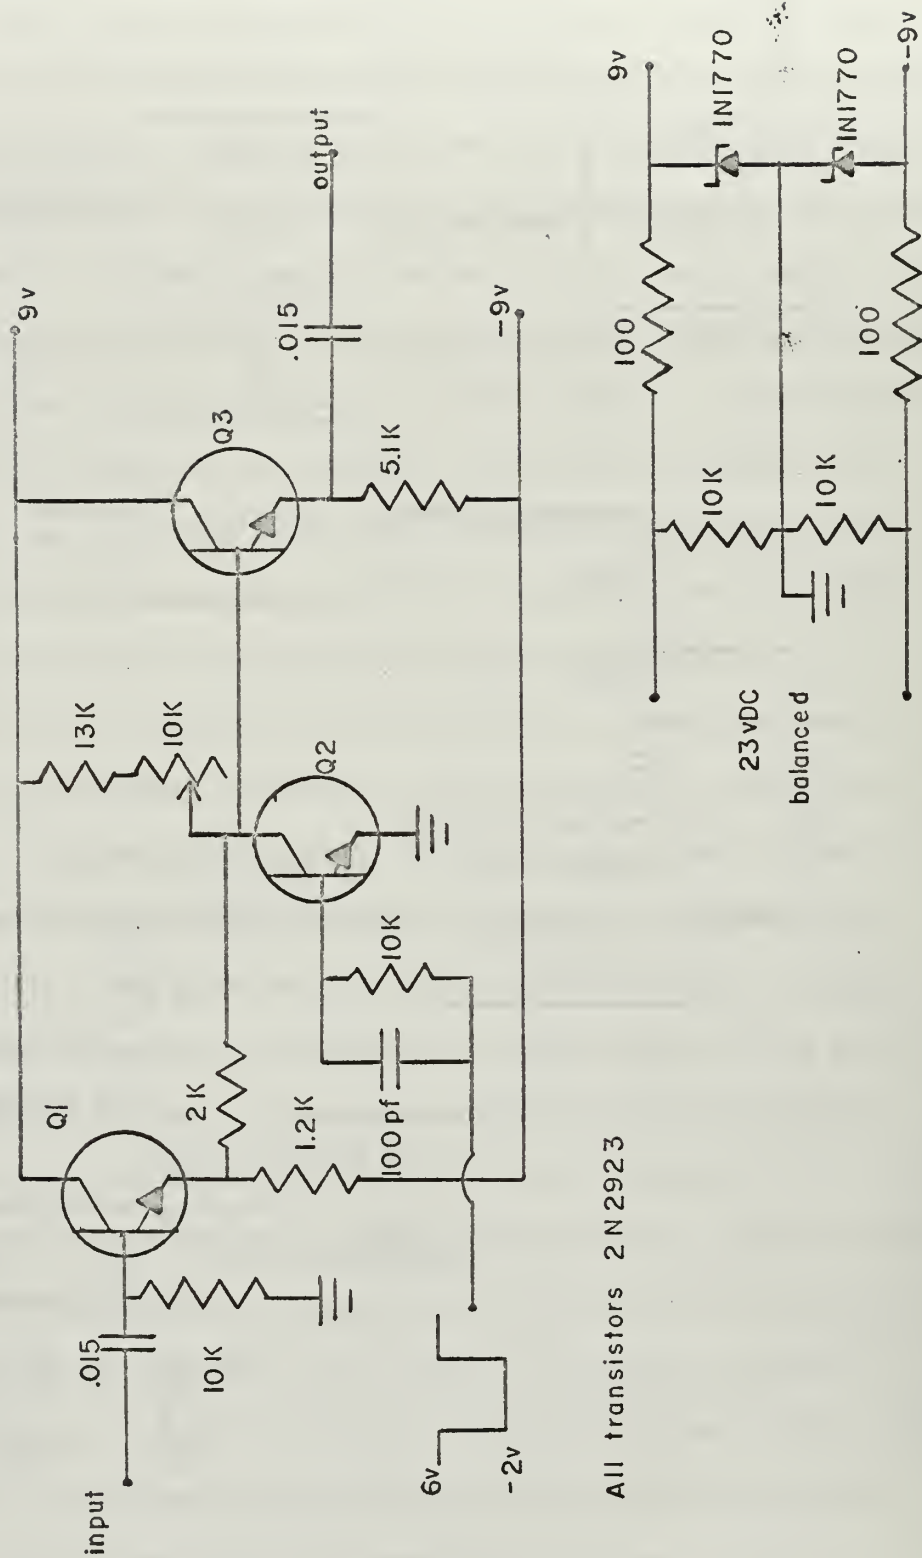 input
.015
10K
Q1
2K
1.2K
100pf
10K
13K
10K
Q2
Q3
9v
.015
output
5.1K
-9v
6v
-2v
All transistors 2N2923
23vDC
balanced
10K
10K
100
100
9v
1N1770
1N1770
-9v